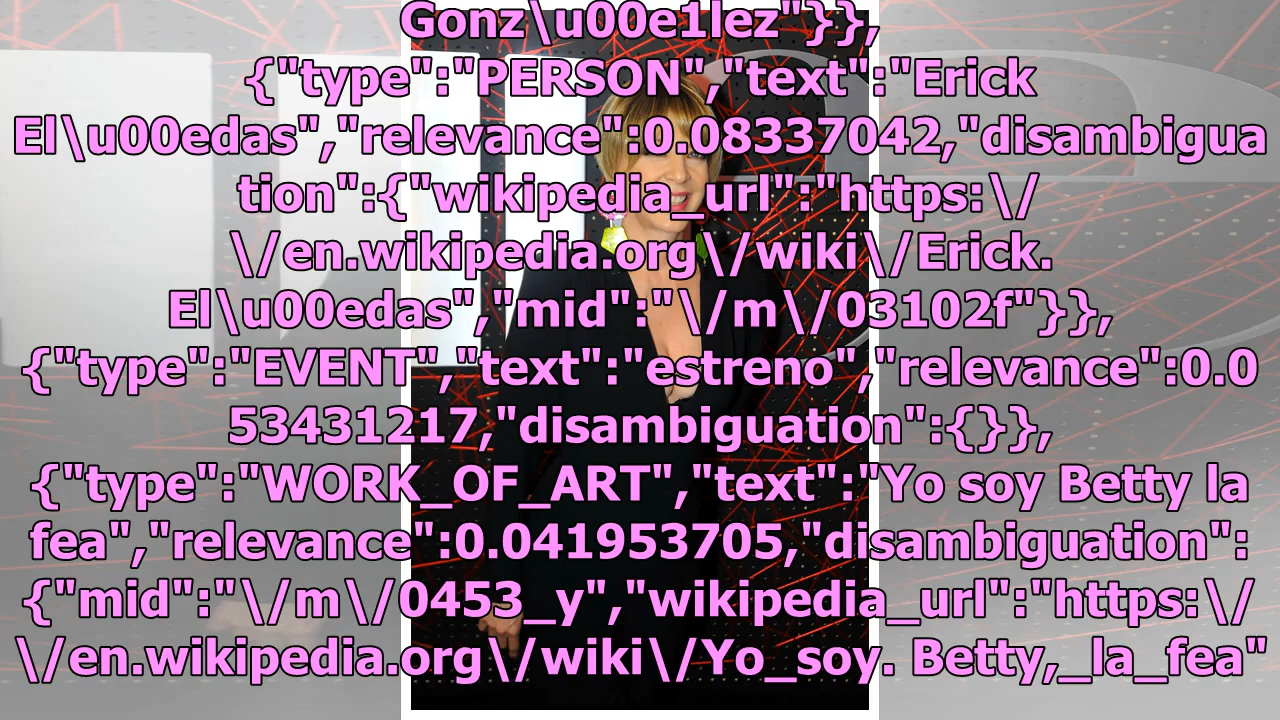 Gonz\u00e1lez"}},
{"type":"PERSON","text":"Erick
El\u00edas","relevance":0.08337042,"disambigua
tion":{"wikipedia_url":"https:\/
\/en.wikipedia.org\/wiki\/Erick.
El\u00edas","mid":"\/m\/03102f"}},
{"type":"EVENT","text":"estreno","relevance":0.0
53431217,"disambiguation":{}},
{"type":"WORK_OF_ART","text":"Yo soy Betty la
fea","relevance":0.041953705,"disambiguation":
{"mid":"\/m\/0453_y","wikipedia_url":"https:\/
\/en.wikipedia.org\/wiki\/Yo_soy. Betty,_la_fea"